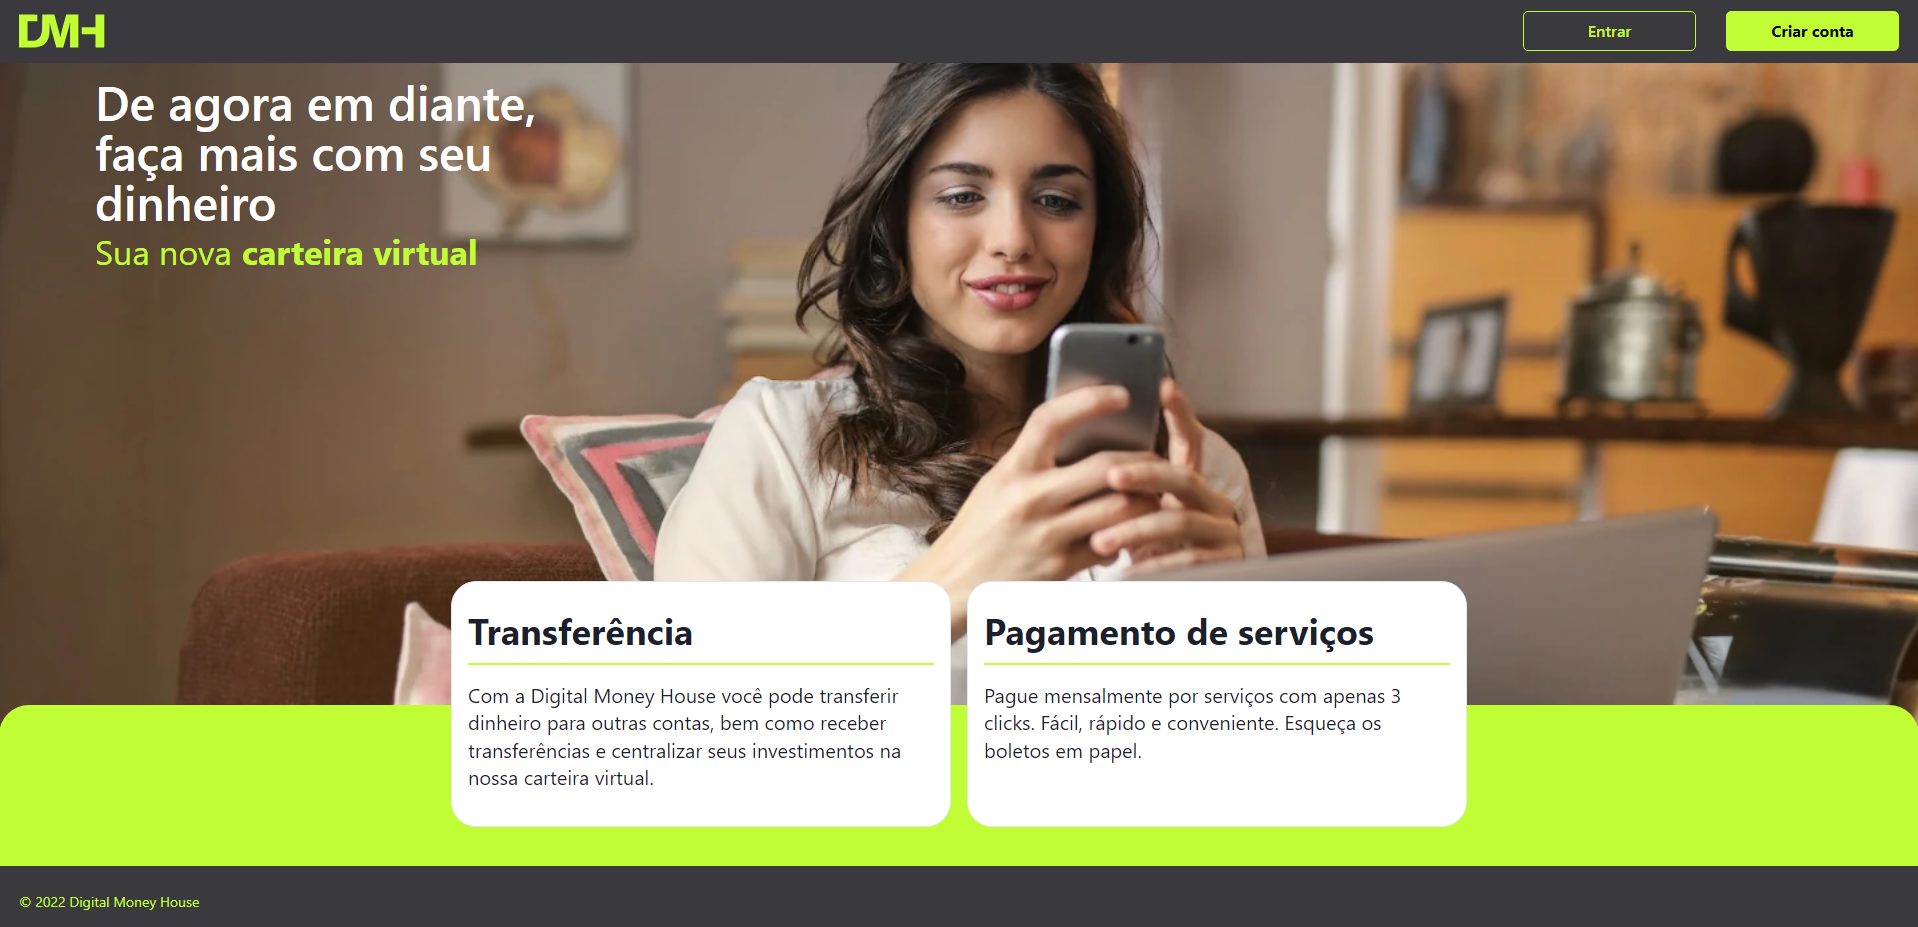 DMH
Entrar
Criar conta
De agora em diante,
faça mais com seu
dinheiro
Sua nova carteira virtual
Transferência
Com a Digital Money House você pode transferir
dinheiro para outras contas, bem como receber
transferências e centralizar seus investimentos na
nossa carteira virtual.
Pagamento de serviços
Pague mensalmente por serviços com apenas 3
clicks. Fácil, rápido e conveniente. Esqueça os
boletos em papel.
© 2022 Digital Money House